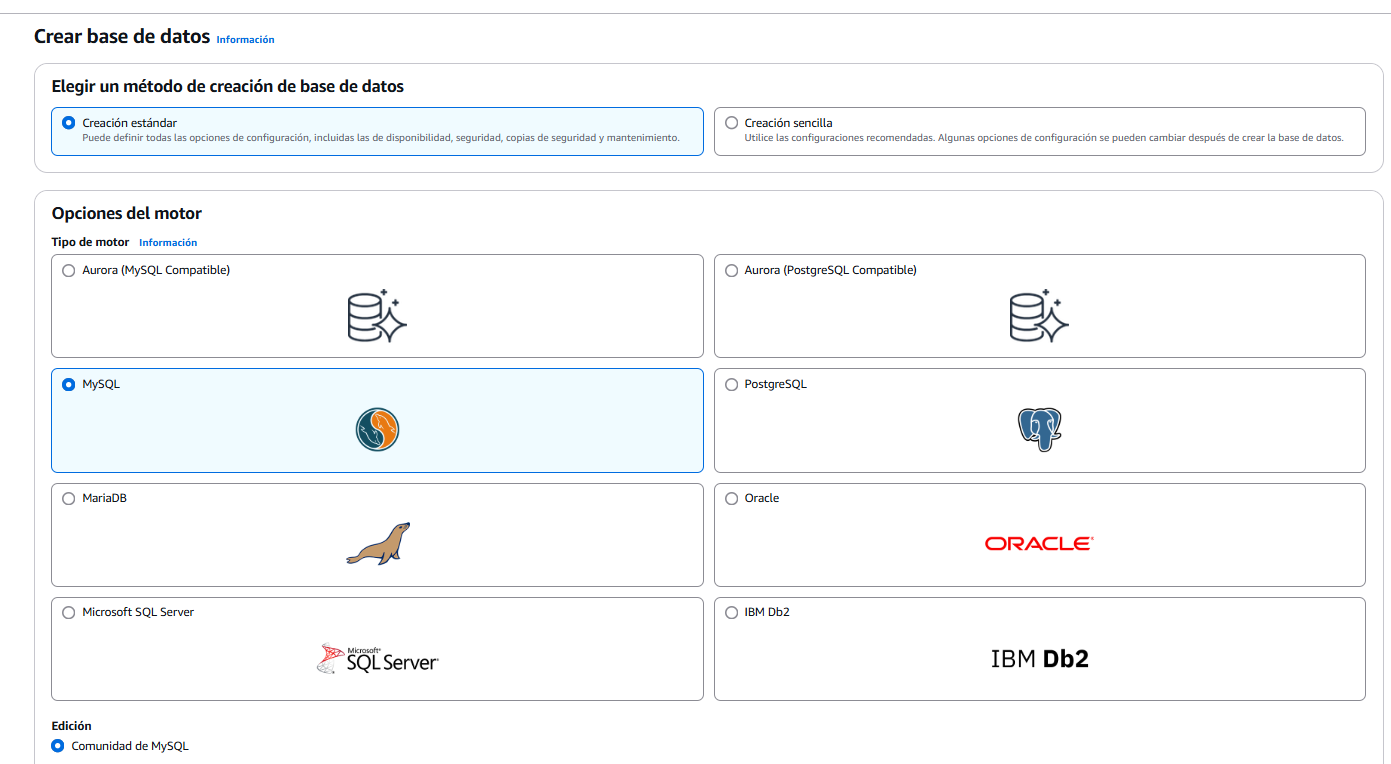 Crear base de datos Información
Elegir un método de creación de base de datos
Creación estándar
Puede definir todas las opciones de configuración, incluidas las de disponibilidad, seguridad, copias de seguridad y mantenimiento.
Creación sencilla
Utilice las configuraciones recomendadas. Algunas opciones de configuración se pueden cambiar después de crear la base de datos.
Opciones del motor
Tipo de motor Información
Aurora (MySQL Compatible)
Aurora (PostgreSQL Compatible)
MySQL
PostgreSQL
MariaDB
Oracle
ORACLE
Microsoft SQL Server
Microsoft
SQL Server
IBM Db2
IBM Db2
Edición
Comunidad de MySQL